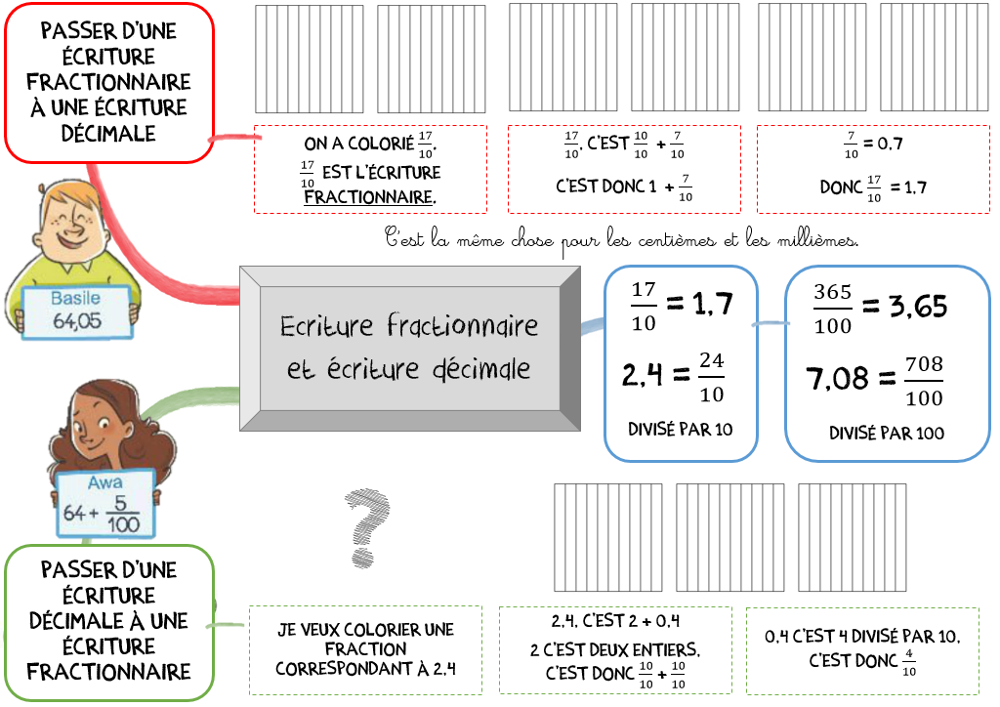 PASSER D'UNE
ÉCRITURE
FRACTIONNAIRE
À UNE ÉCRITURE
DÉCIMALE
ON A COLORIÉ 17/10.
17/10 EST L'ÉCRITURE
FRACTIONNAIRE.
17/10, C'EST 10/10 + 7/10
C'EST DONC 1 + 7/10
7/10 = 0,7
DONC 17/10 = 1,7
C'est la même chose pour les centièmes et les millièmes.
Basile
64,05
Ecriture fractionnaire
et écriture décimale
17/10 = 1,7
2,4 = 24/10
DIVISÉ PAR 10
365/100 = 3,65
7,08 = 708/100
DIVISÉ PAR 100
Awa
64 + 5/100
?
PASSER D'UNE
ÉCRITURE
DÉCIMALE À UNE
ÉCRITURE
FRACTIONNAIRE
JE VEUX COLORIER UNE
FRACTION
CORRESPONDANT À 2,4
2,4, C'EST 2 + 0,4
2 C'EST DEUX ENTIERS,
C'EST DONC 10/10 + 10/10
0,4 C'EST 4 DIVISÉ PAR 10,
C'EST DONC 4/10